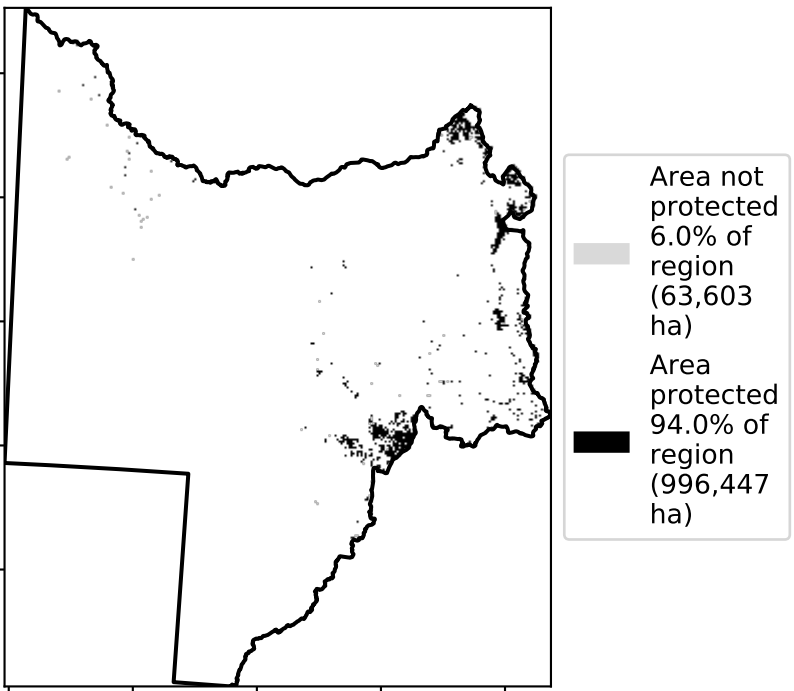 Area not
protected
6.0% of
region
(63,603
ha)
Area
protected
94.0% of
region
(996,447
ha)